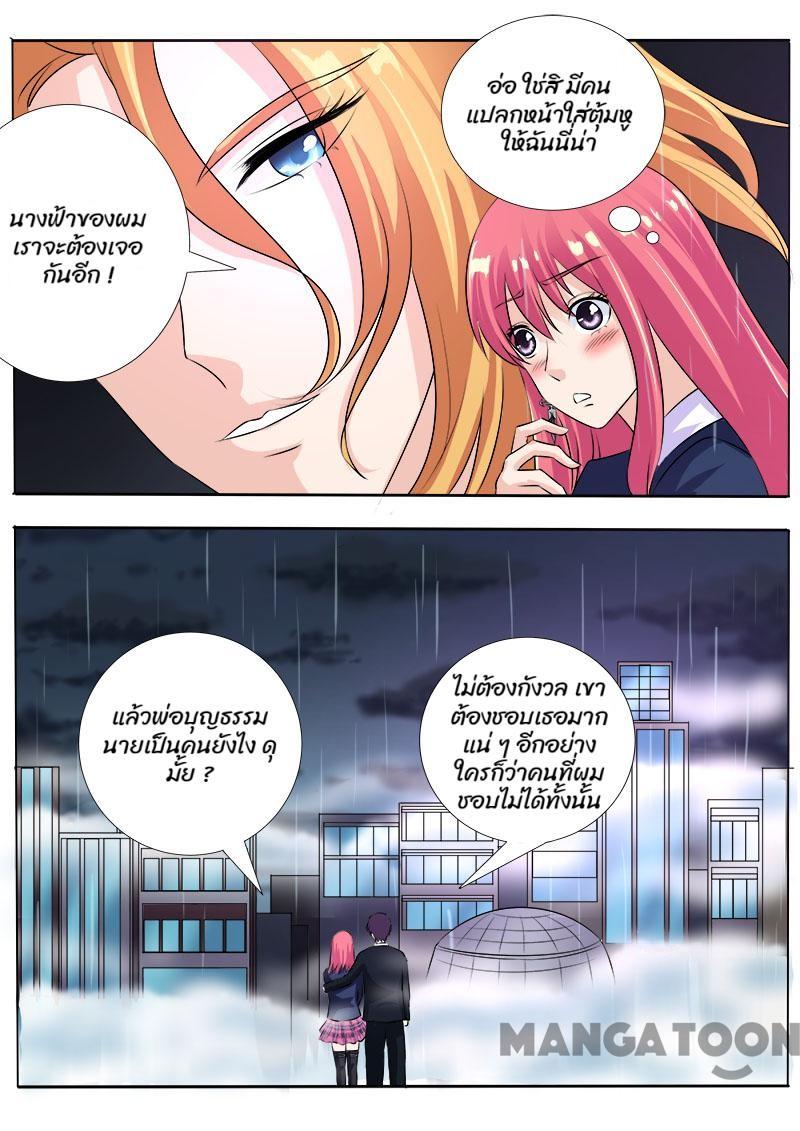 อ่อ ใช่สิ มีคน
แปลกหน้าใส่ตุ้มหู
ให้ฉันนี่น่า
นางฟ้าของผม
เราจะต้องเจอ
กันอีก !
แล้วพ่อบุญธรรม
นายเป็นคนยังไง ดุ
มั้ย ?
ไม่ต้องกังวล เขา
ต้องชอบเธอมาก
แน่ ๆ อีกอย่าง
ใครก็ว่าคนที่ผม
ชอบไม่ได้ทั้งนั้น
MANGATOON